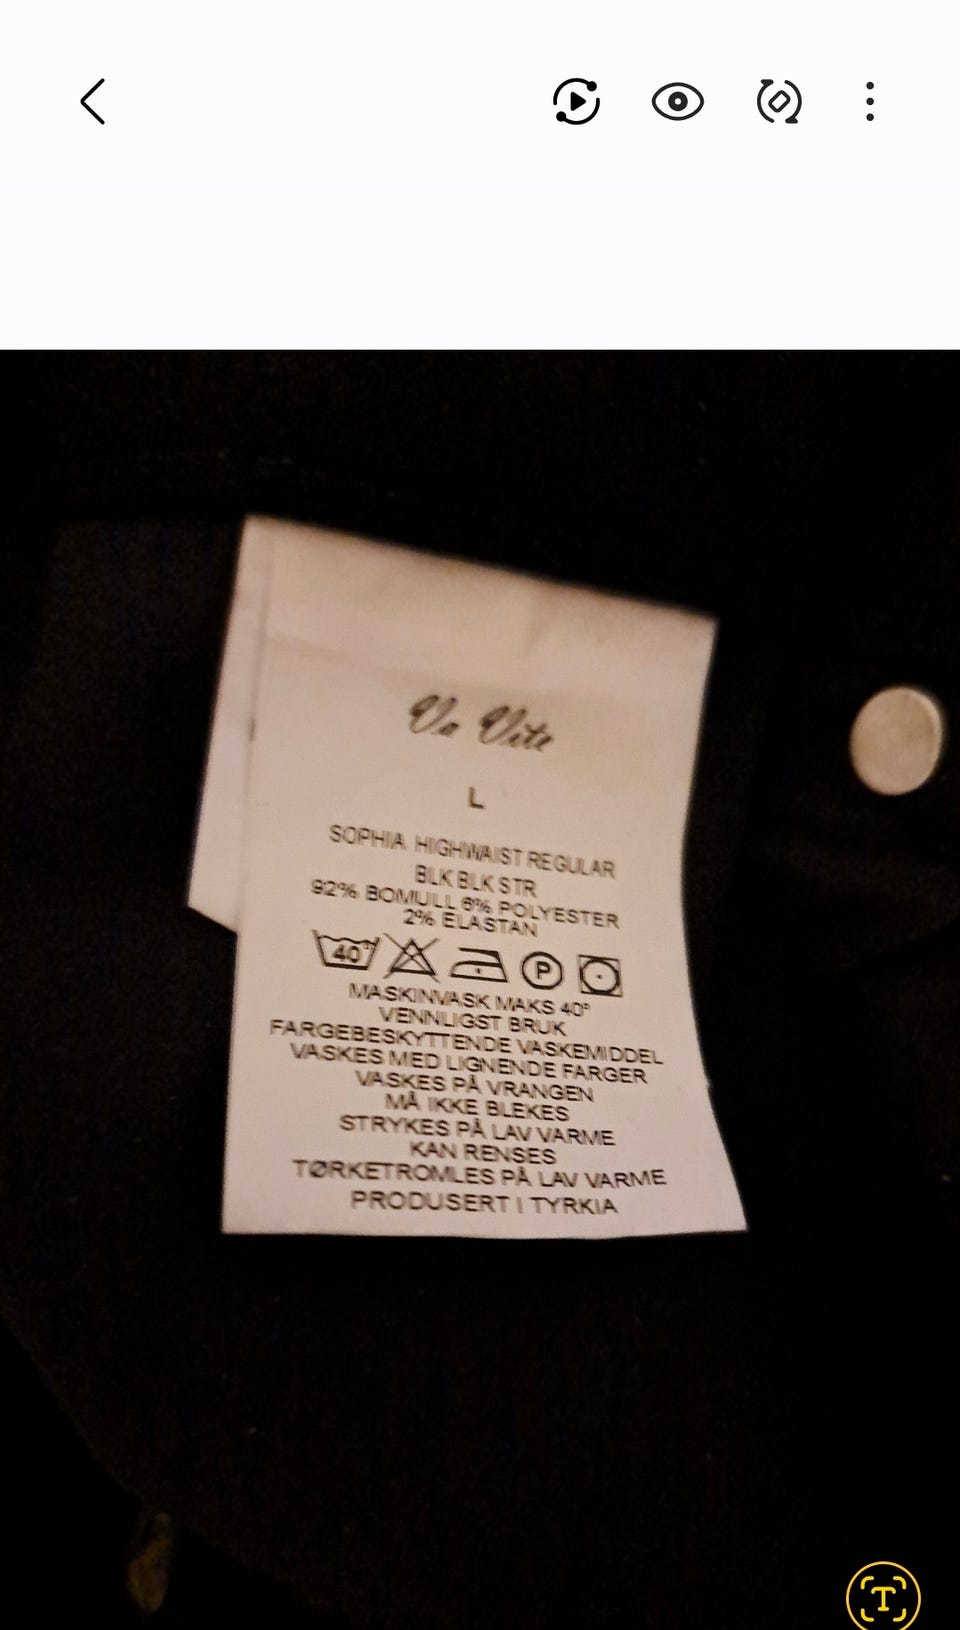 Va Vite
L
SOPHIA HIGHWAIST REGULAR
BLK BLK STR
92% BOMULL 6% POLYESTER
2% ELASTAN
40° P
MASKINVASK MAKS 40°
VENNLIGST BRUK
FARGEBESKYTTENDE VASKEMIDDEL
VASKES MED LIGNENDE FARGER
VASKES PÅ VRANGEN
MÅ IKKE BLEKES
STRYKES PÅ LAV VARME
KAN RENSES
TØRKETROMLES PÅ LAV VARME
PRODUSERT I TYRKIA
T